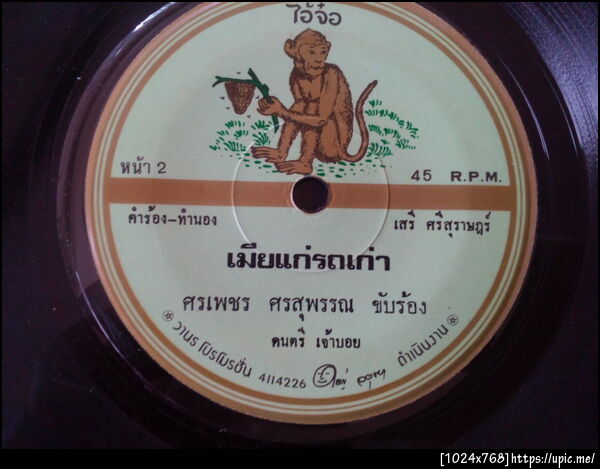 ไอ้จ๋อ
หน้า 2
45 R.P.M.
คำร้อง-ทำนอง
เสรี ศรีสุราษฎร์
เมียแก่รถเก่า
ศรเพชร ศรสุพรรณ ขับร้อง
ดนตรี เจ้าบอย
วานร โปรโมรชั่น 4114226
ดำเนินงาน
[1024x768]https://upic.me/